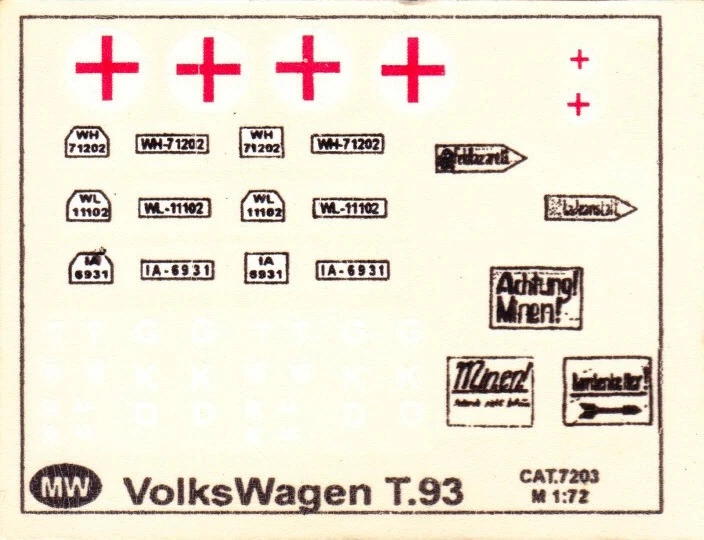 WH
71202
WH-71202
WH
71202
WH-71202
WL
11102
WL-11102
WL
11102
WL-11102
IA
6931
IA-6931
IA
6931
IA-6931
Achtung!
Minen!
Minen!
G G G G
K K K K
D D D
MW VolksWagen T.93
CAT.7203
M 1:72